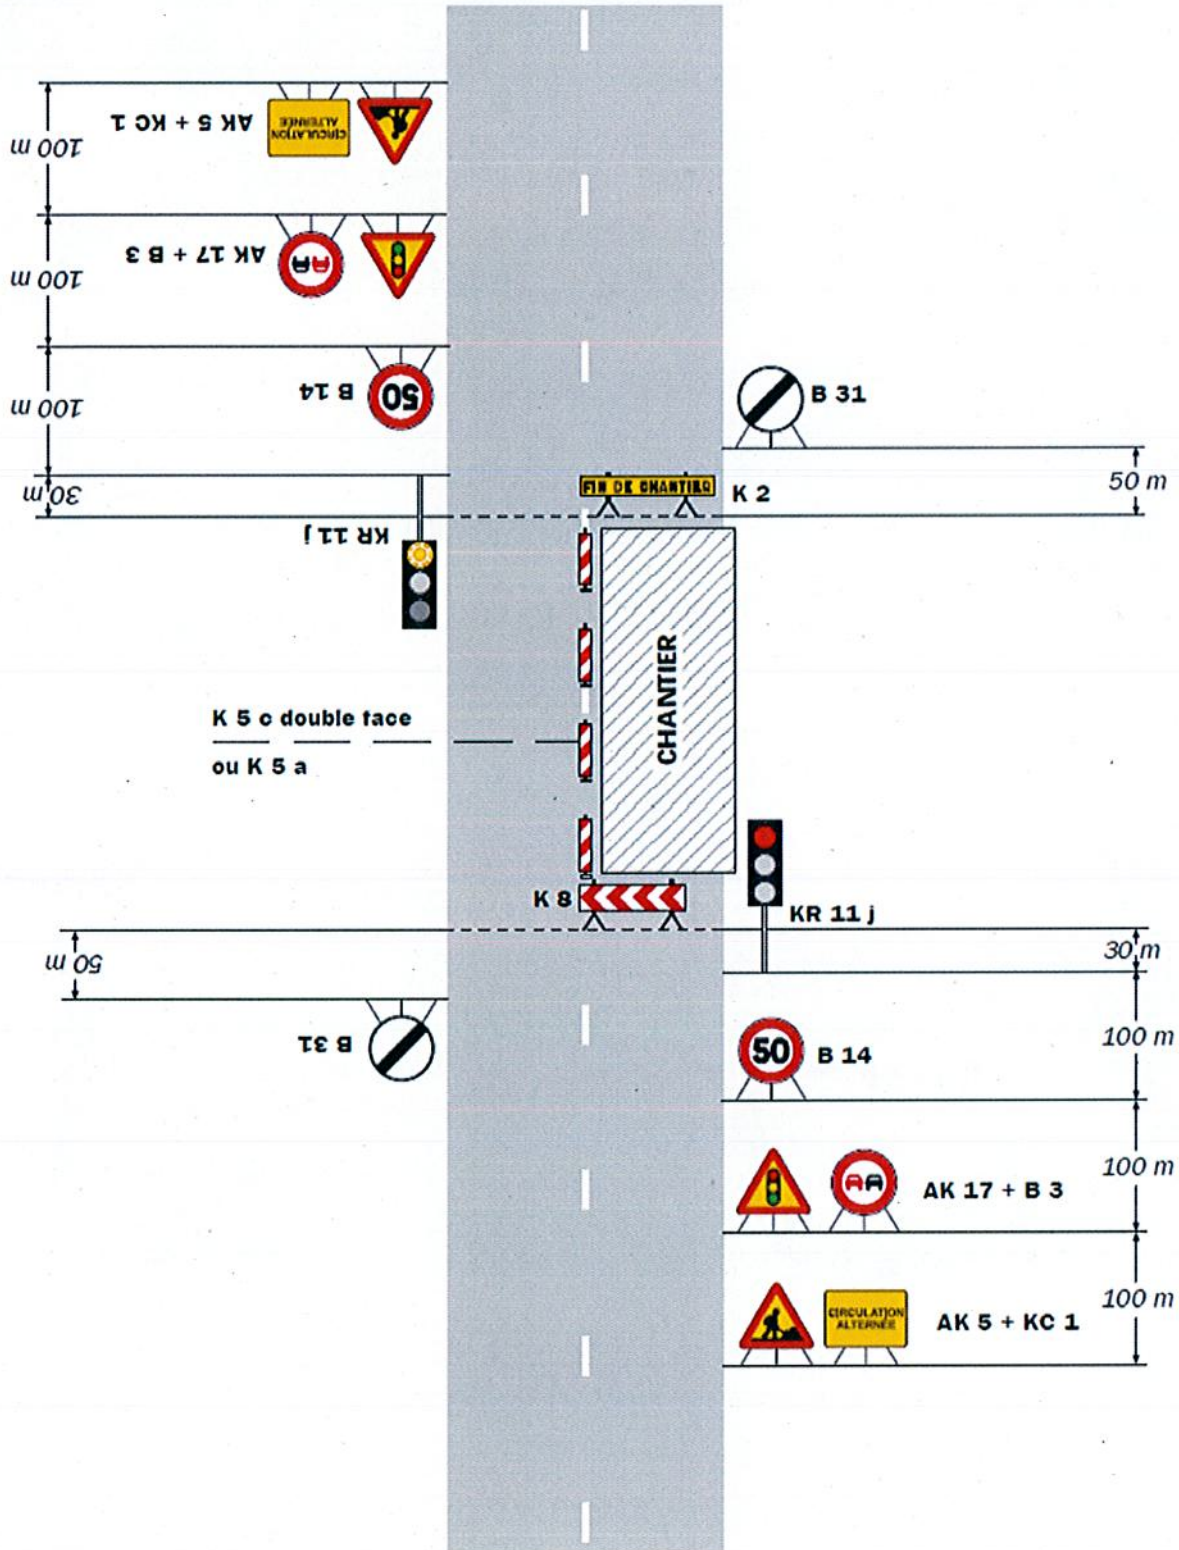 AK 5 + KC 1
CIRCULATION
ALTERNÉE
100 m
AK 17 + B 3
100 m
B 14
50
100 m
B 31
30 m
50 m
FIN DE CHANTIER
K 2
KR 11 j
CHANTIER
K 5 c double face
ou K 5 a
K 8
KR 11 j
50 m
30 m
B 31
50
B 14
100 m
AK 17 + B 3
100 m
CIRCULATION
ALTERNÉE
AK 5 + KC 1
100 m